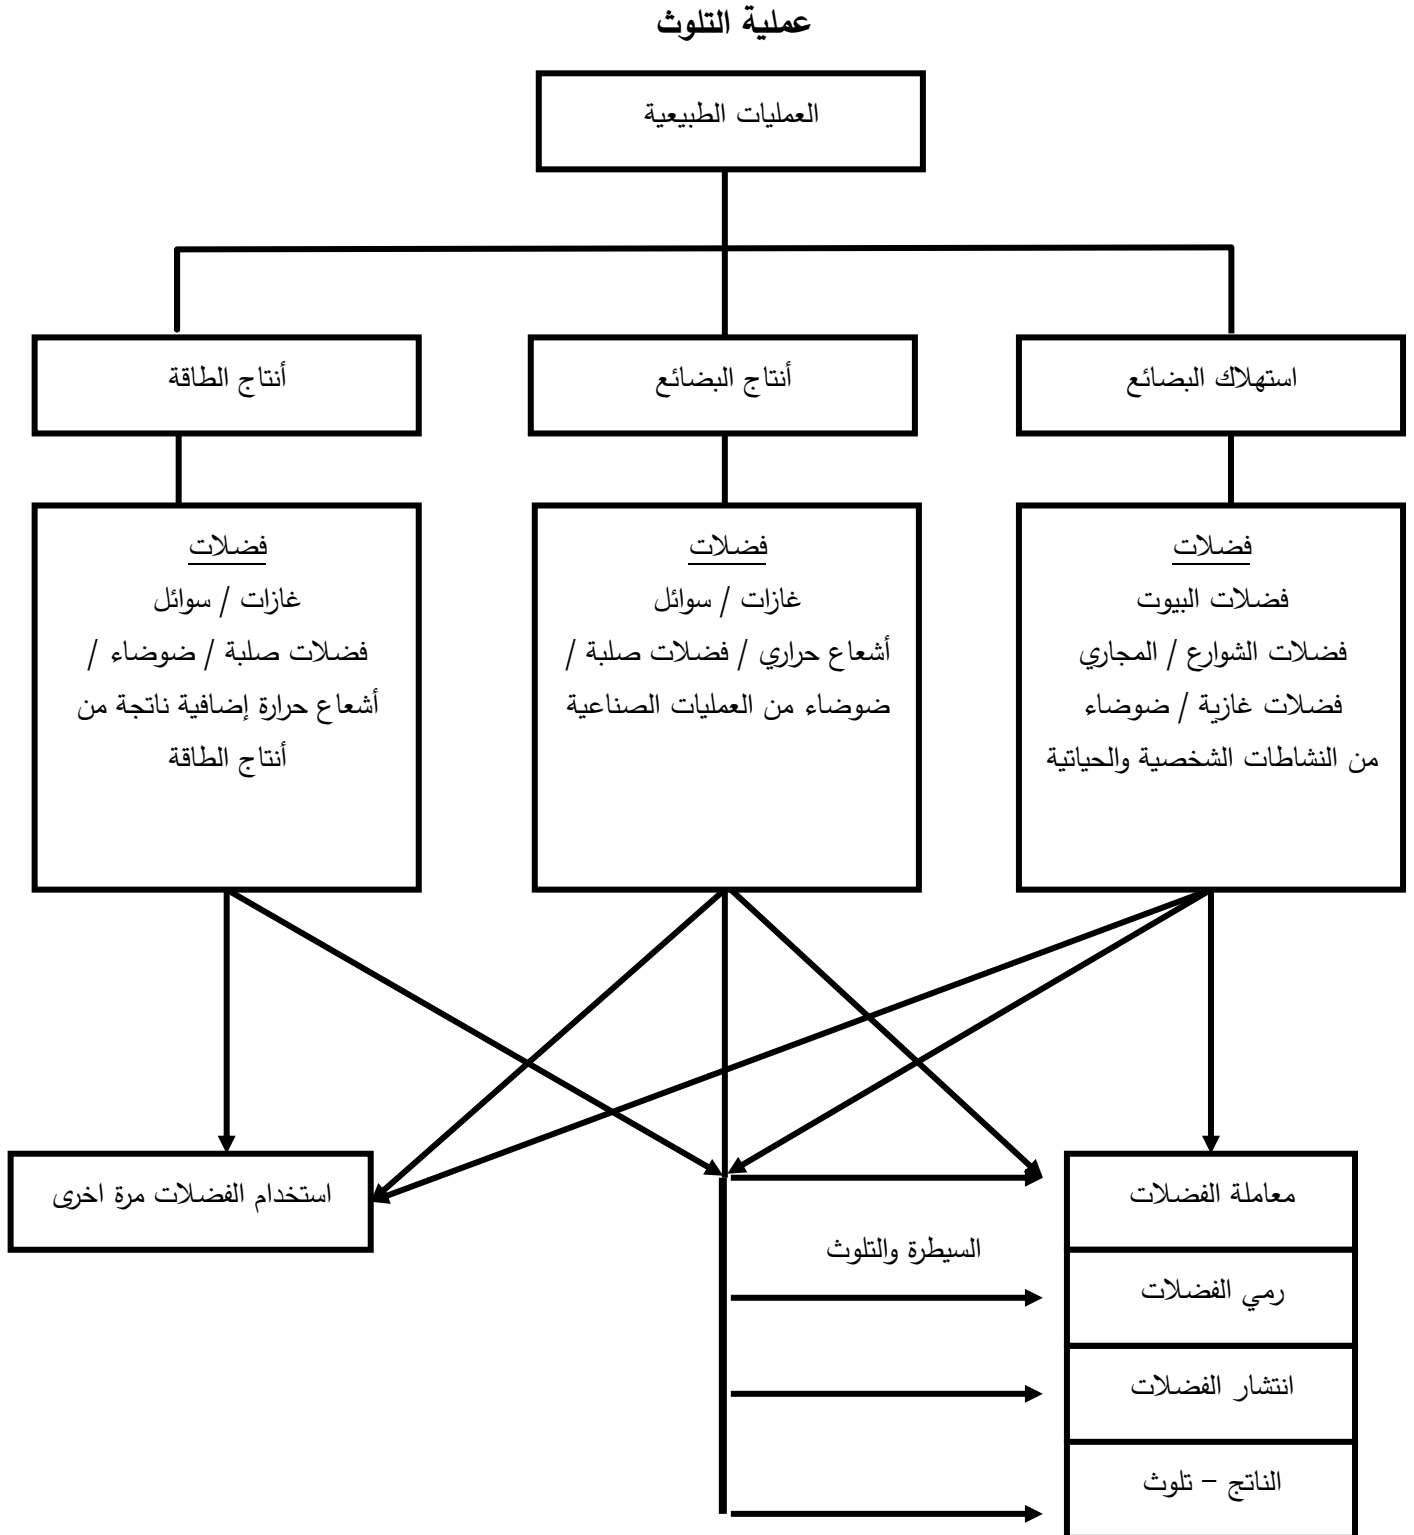 عملية التلوث
العمليات الطبيعية
استهلاك البضائع
أنتاج البضائع
أنتاج الطاقة
فضلات
فضلات البيوت
فضلات الشوارع / المجاري
فضلات غازية / ضوضاء
من النشاطات الشخصية والحياتية
فضلات
غازات / سوائل
أشعاع حراري / فضلات صلبة /
ضوضاء من العمليات الصناعية
فضلات
غازات / سوائل
فضلات صلبة / ضوضاء /
أشعاع حرارة إضافية ناتجة من
أنتاج الطاقة
معاملة الفضلات
رمي الفضلات
انتشار الفضلات
الناتج – تلوث
السيطرة والتلوث
استخدام الفضلات مرة اخرى